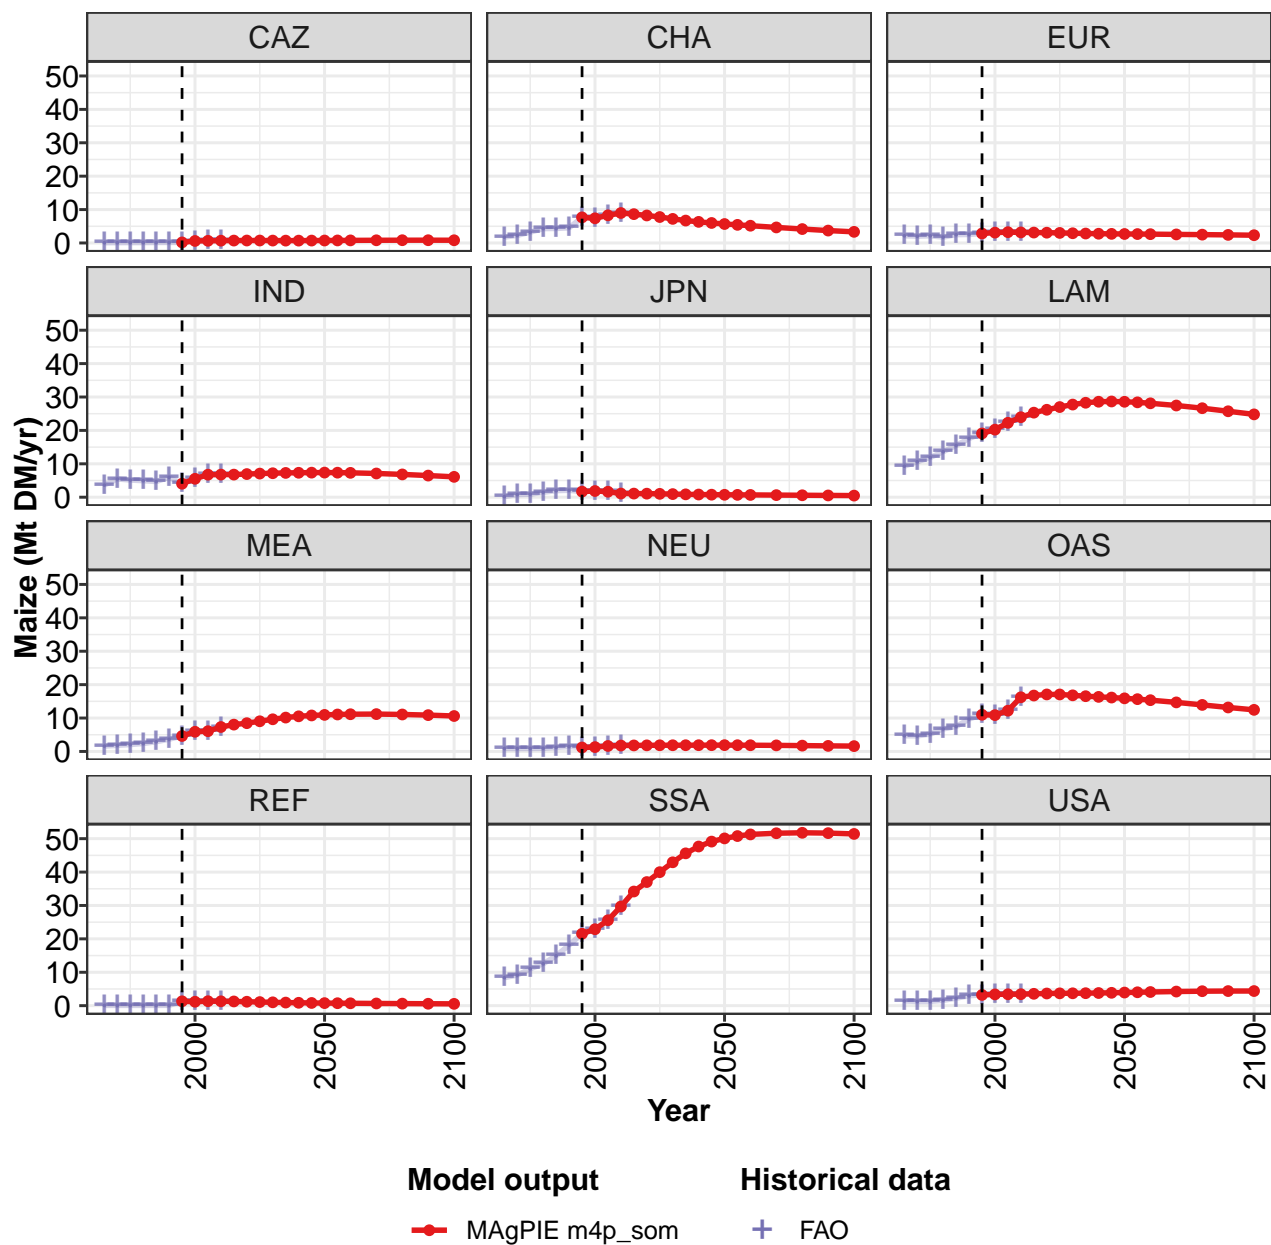 CAZ CHA EUR
50
40
30
20
10
0
IND JPN LAM
50
40
30
20
10
0
MEA NEU OAS
50
40
30
20
10
0
REF SSA USA
50
40
30
20
10
0
Maize (Mt DM/yr)
2000 2050 2100 2000 2050 2100 2000 2050 2100
Year
Model output Historical data
MAgPIE m4p_som FAO